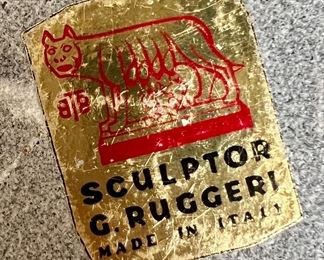 SCULPTOR
G. RUGGERI
MADE IN ITALY